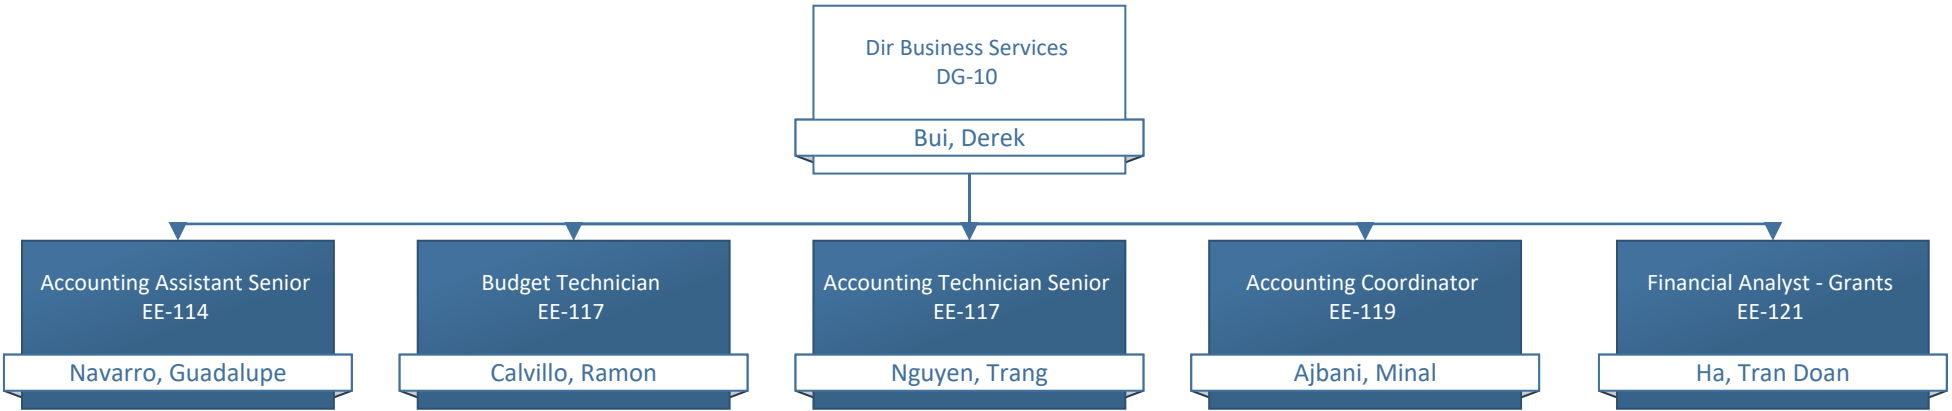 Dir Business Services
DG-10
Bui, Derek
Accounting Assistant Senior
EE-114
Navarro, Guadalupe
Budget Technician
EE-117
Calvillo, Ramon
Accounting Technician Senior
EE-117
Nguyen, Trang
Accounting Coordinator
EE-119
Ajbani, Minal
Financial Analyst - Grants
EE-121
Ha, Tran Doan